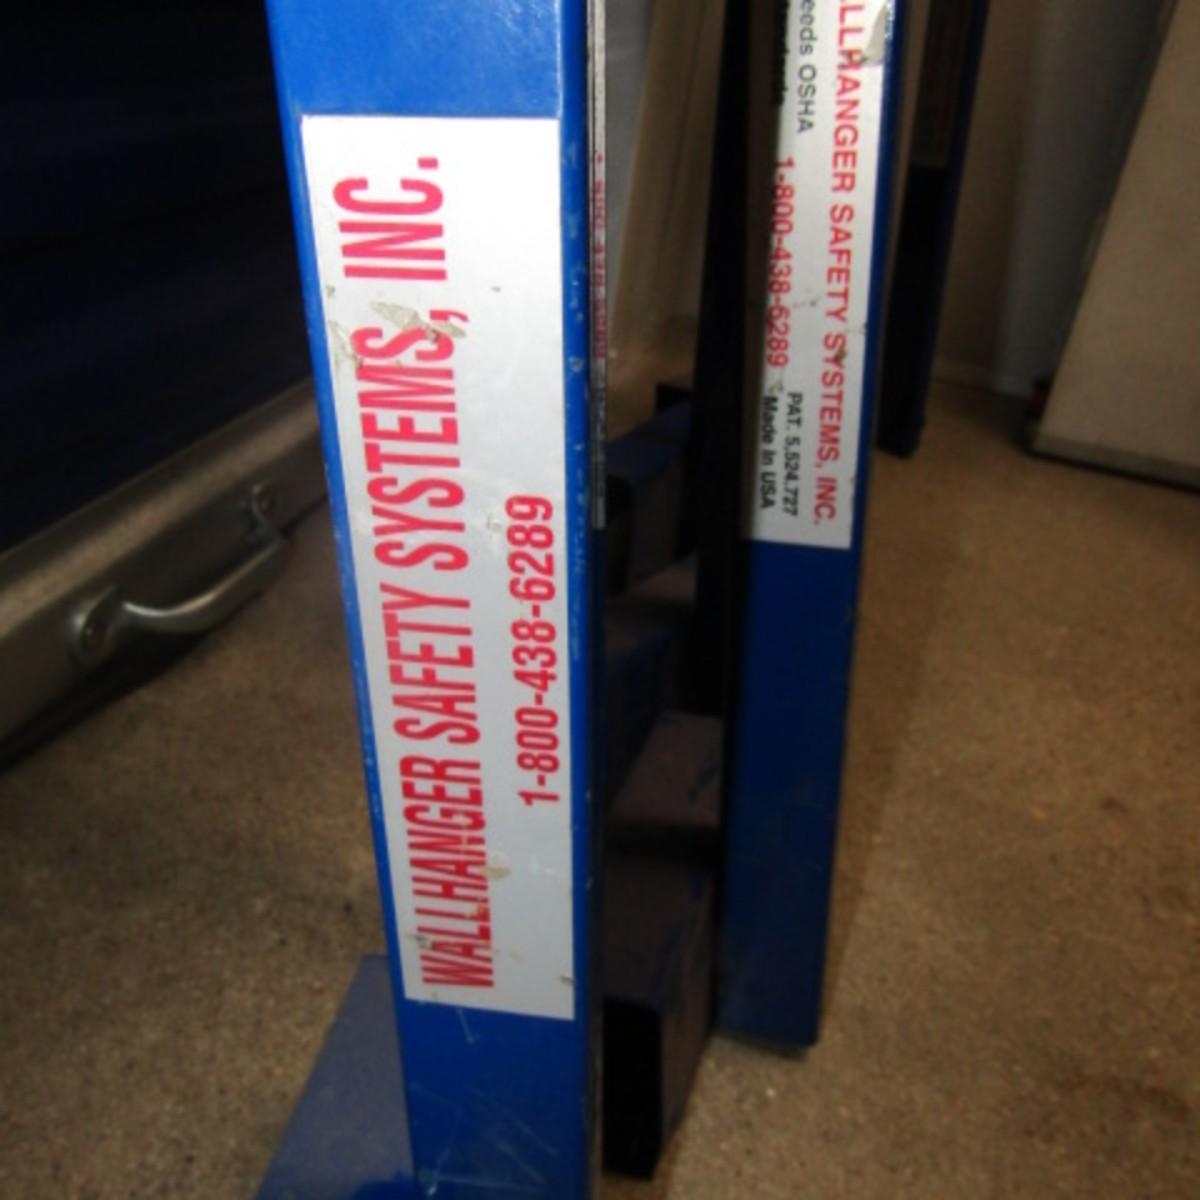 WALLHANGER SAFETY SYSTEMS, INC.
1-800-438-6289
LLHANGER SAFETY SYSTEMS, INC.
eeds OSHA
PAT. 5,524,727
1-800-438-6289
Made in USA